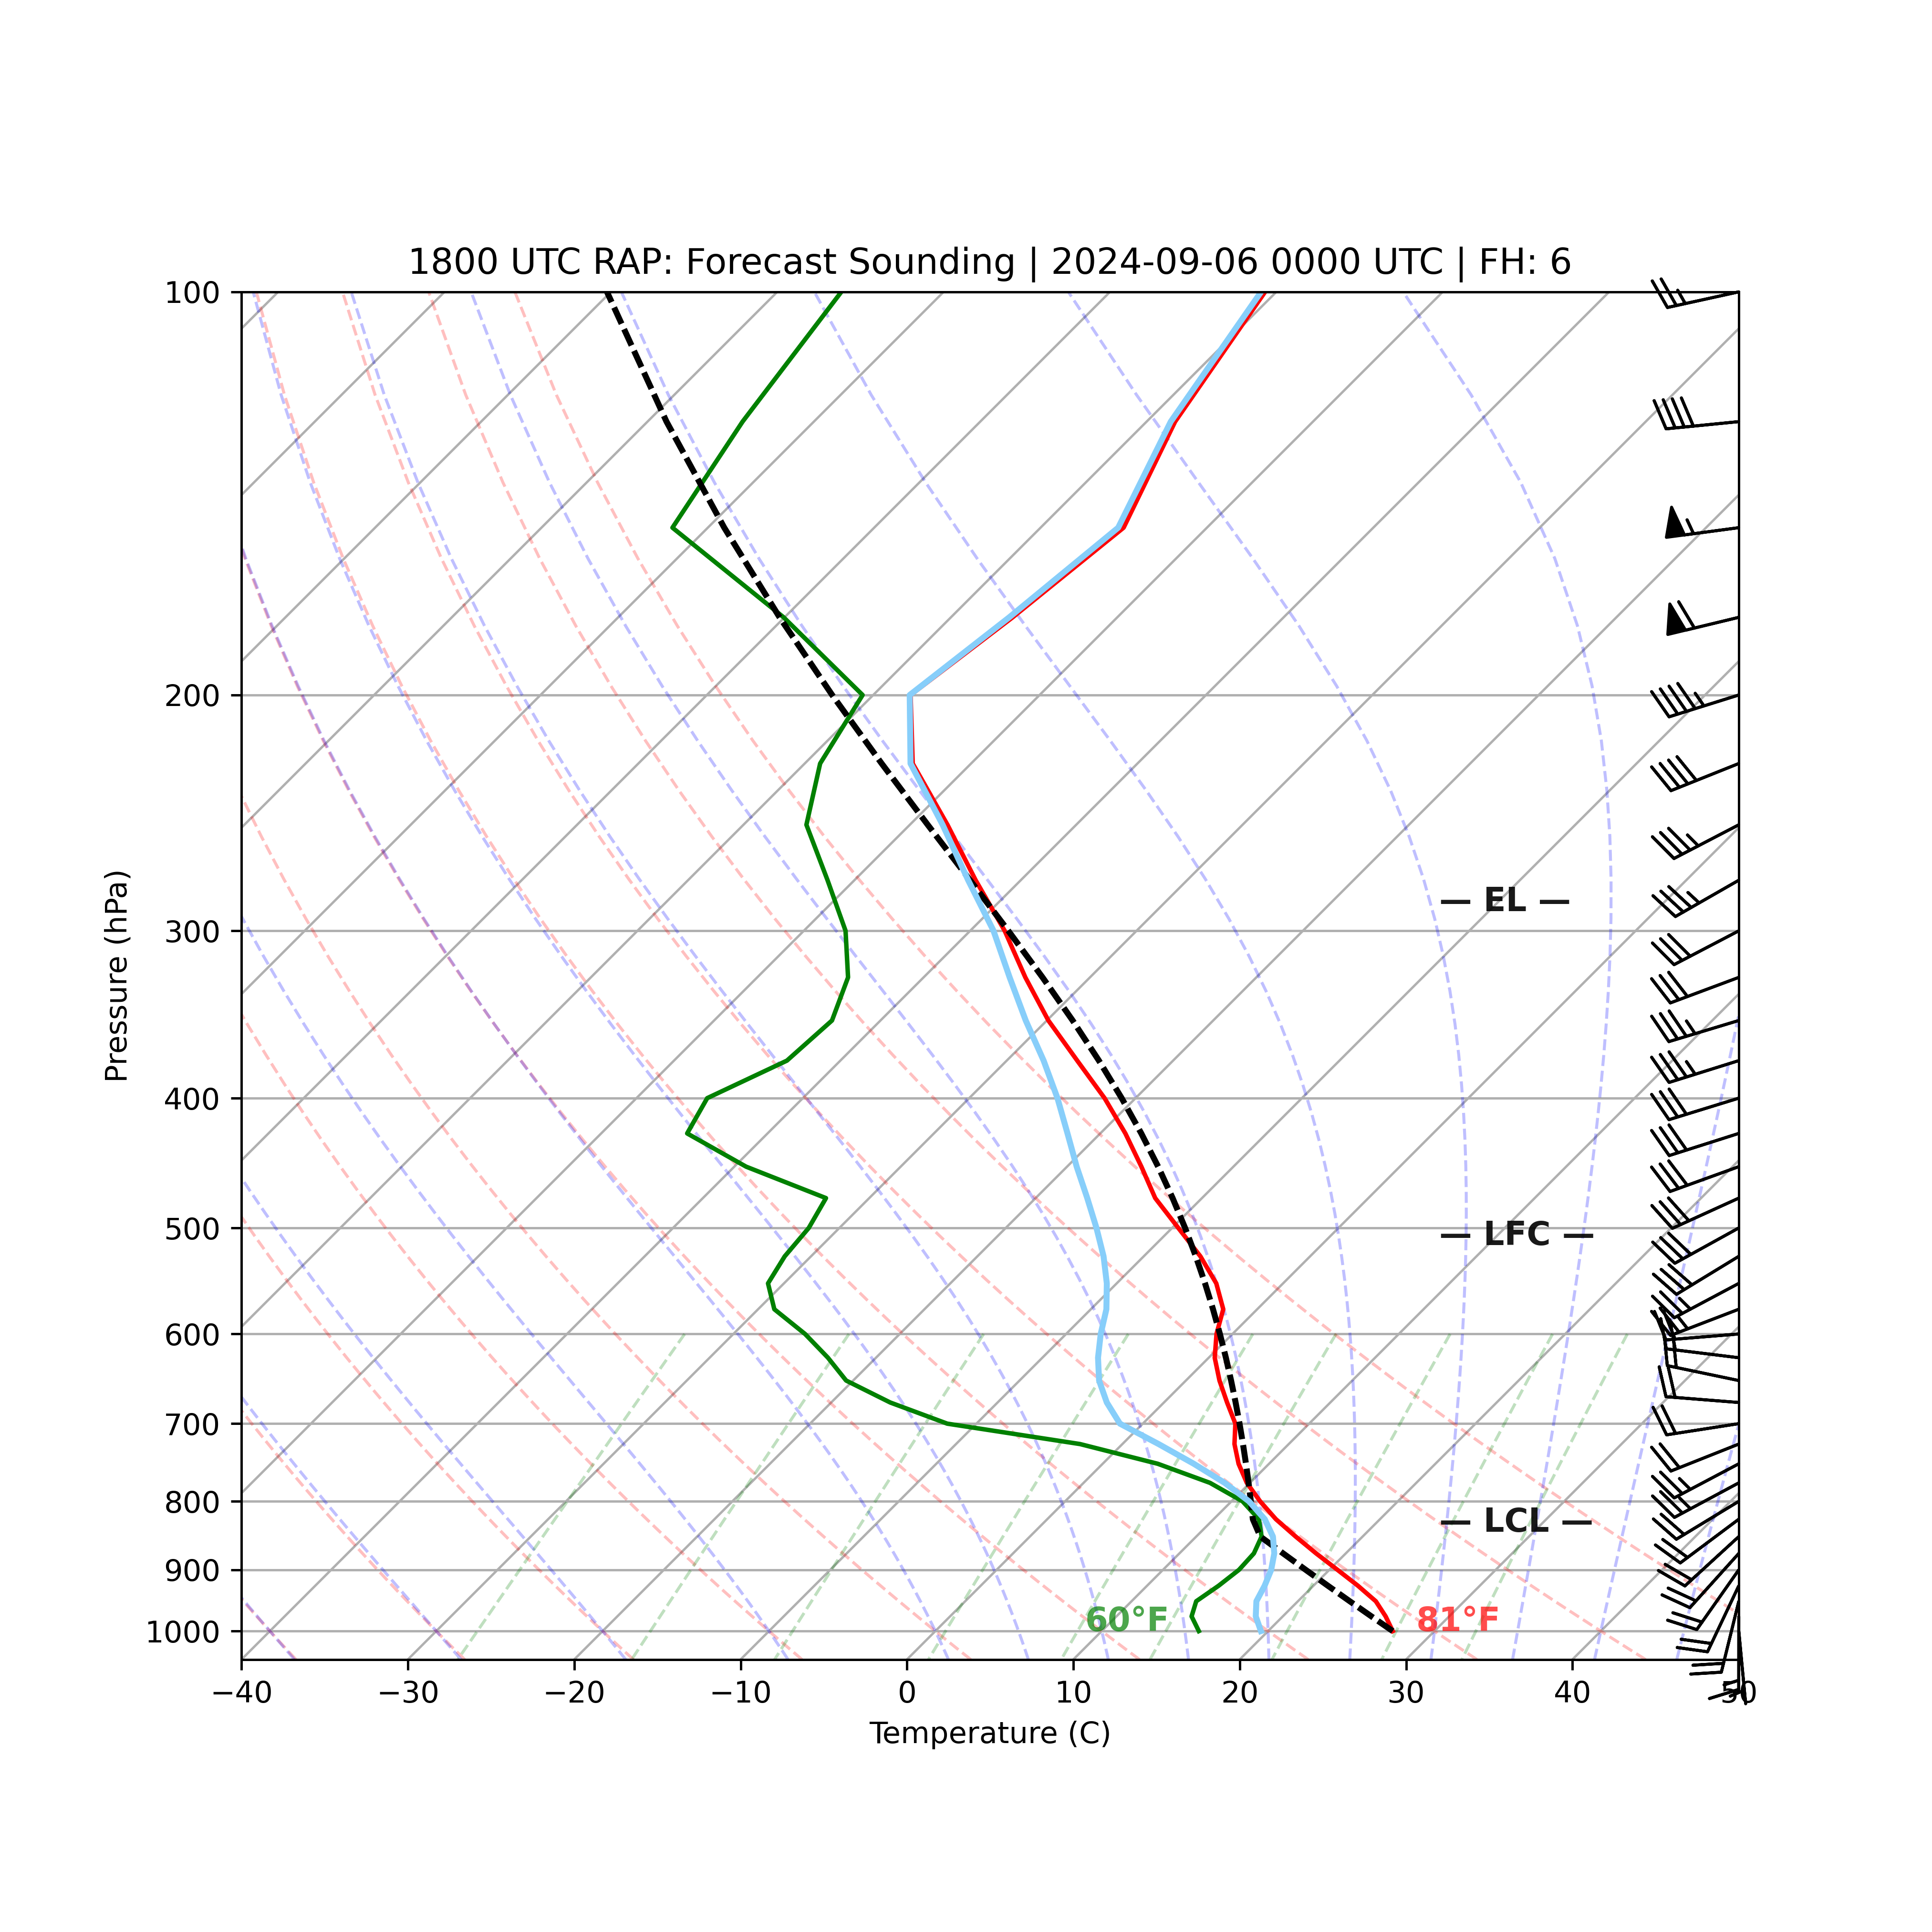 1800 UTC RAP: Forecast Sounding | 2024-09-06 0000 UTC | FH: 6
100
200
300
400
500
600
700
800
900
1000
Pressure (hPa)
— EL —
— LFC —
— LCL —
60°F
81°F
−40 −30 −20 −10 0 10 20 30 40 50
Temperature (C)